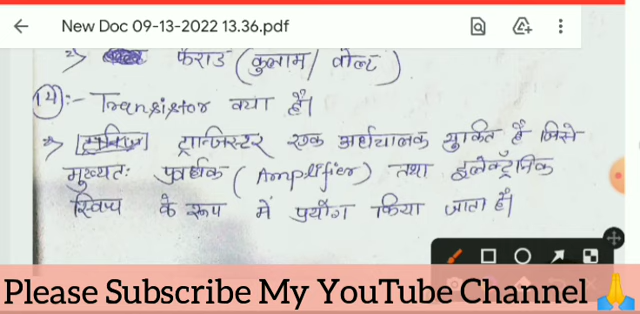 New Doc 09-13-2022 13.36.pdf
फैराड (कुलाम / वोल्ट)
(14):- Transistor क्या है।
ट्रान्जिस्टर एक अर्धचालक युक्ति है जिसे
मुख्यतः प्रवर्धक (Amplifier) तथा इलेक्ट्रॉनिक
स्विच के रूप में प्रयोग किया जाता है।
Please Subscribe My YouTube Channel 🙏